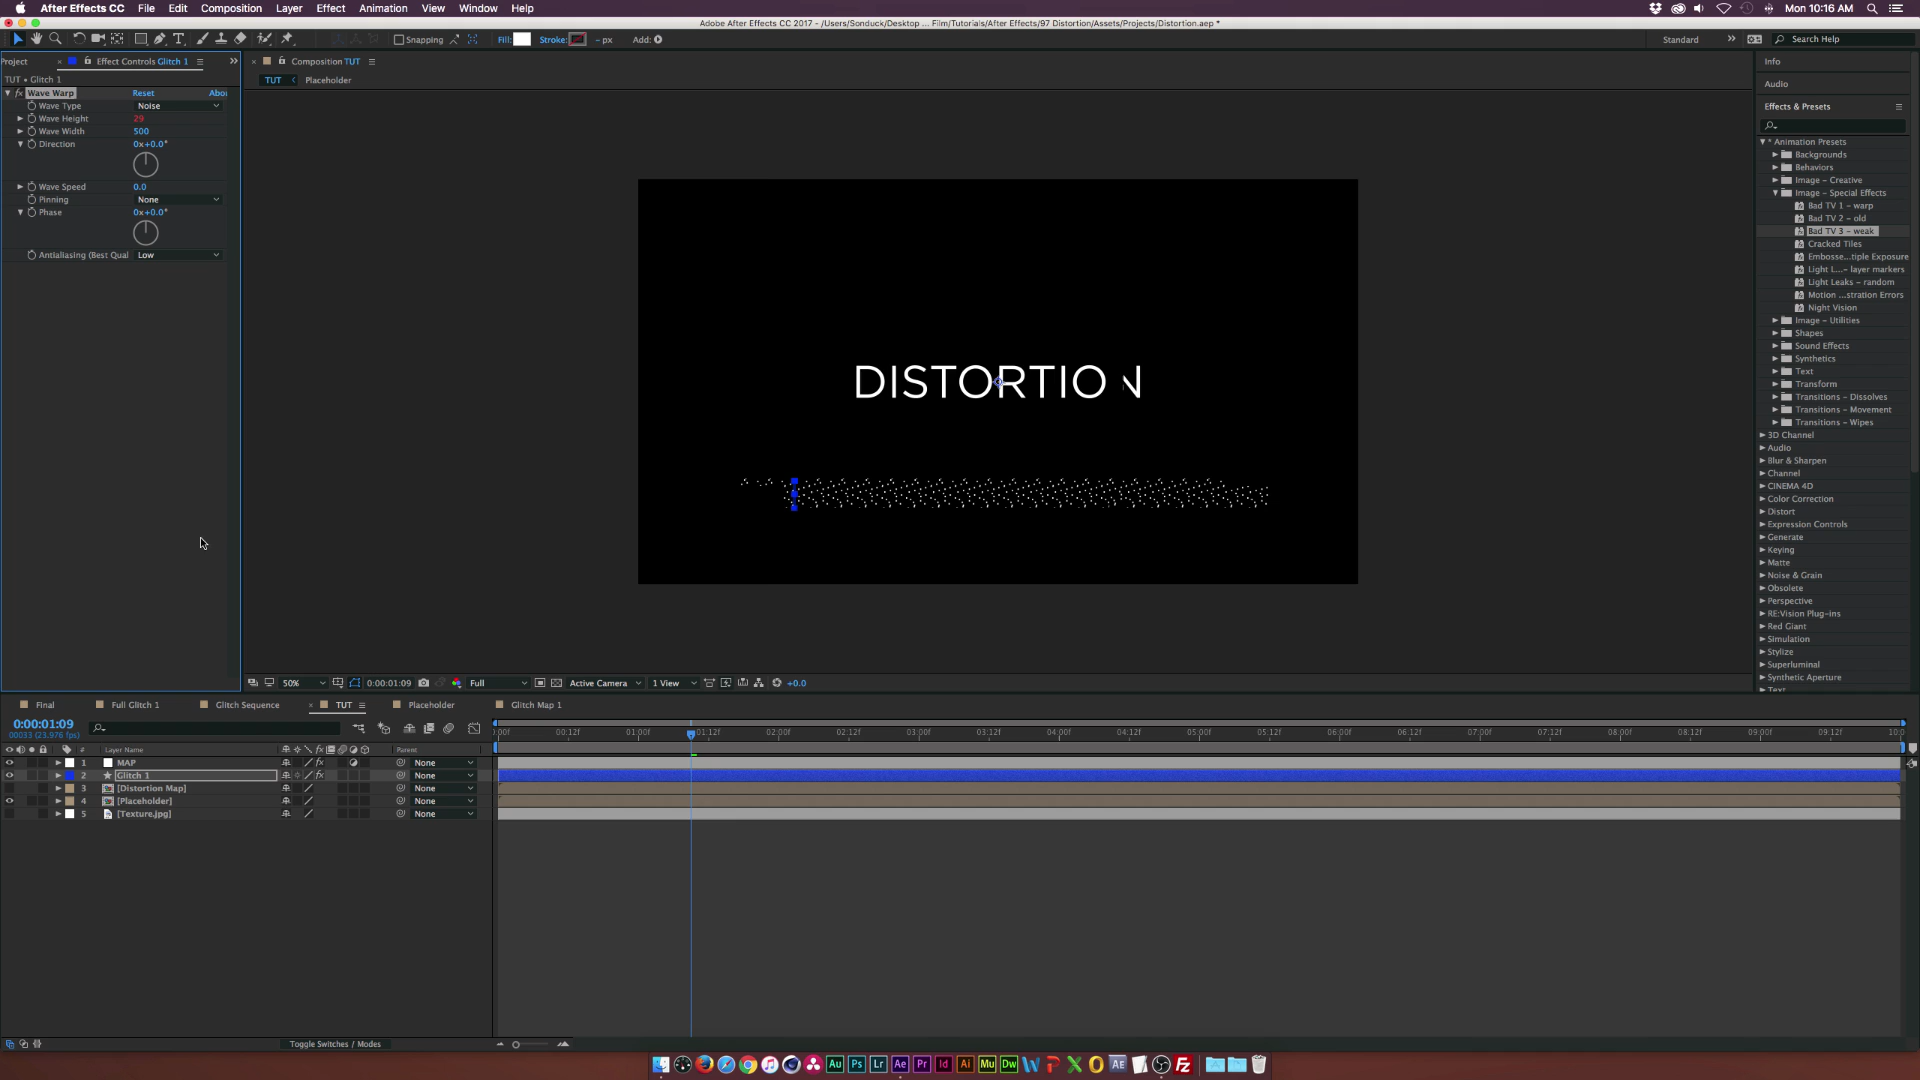 After Effects CC File Edit Composition Layer Effect Animation View Window Help Mon 10:16 AM
Adobe After Effects CC 2017 - /Users/Sonduck/Desktop ... Film/Tutorials/After Effects/97 Distortion/Assets/Projects/Distortion.aep *
Snapping Fill: Stroke: - px Add: Standard Search Help
Project Effect Controls Glitch 1
Composition TUT
Info
TUT • Glitch 1
TUT Placeholder
Audio
Wave Warp Reset Abou
Wave Type Noise
Wave Height 29
Wave Width 500
Direction 0x+0.0°
Wave Speed 0.0
Pinning None
Phase 0x+0.0°
Antialiasing (Best Qual Low
DISTORTION
Effects & Presets
* Animation Presets
Backgrounds
Behaviors
Image - Creative
Image - Special Effects
Bad TV 1 - warp
Bad TV 2 - old
Bad TV 3 - weak
Cracked Tiles
Embosse...tiple Exposure
Light L...- layer markers
Light Leaks - random
Motion ...stration Errors
Night Vision
Image - Utilities
Shapes
Sound Effects
Synthetics
Text
Transform
Transitions - Dissolves
Transitions - Movement
Transitions - Wipes
3D Channel
Audio
Blur & Sharpen
Channel
CINEMA 4D
Color Correction
Distort
Expression Controls
Generate
Keying
Matte
Noise & Grain
Obsolete
Perspective
RE:Vision Plug-ins
Red Giant
Simulation
Stylize
Superluminal
Synthetic Aperture
Text
50% 0:00:01:09 Full Active Camera 1 View +0.0
Final Full Glitch 1 Glitch Sequence TUT Placeholder Glitch Map 1
0:00:01:09
00033 (23.976 fps)
:00f 00:12f 01:00f 01:12f 02:00f 02:12f 03:00f 03:12f 04:00f 04:12f 05:00f 05:12f 06:00f 06:12f 07:00f 07:12f 08:00f 08:12f 09:00f 09:12f 10:0
# Layer Name Parent
1 MAP None
2 Glitch 1 None
3 [Distortion Map] None
4 [Placeholder] None
5 [Texture.jpg] None
Toggle Switches / Modes
Au Ps Lr Ae Pr Id Ai Mu Dw W P X O AE Fz